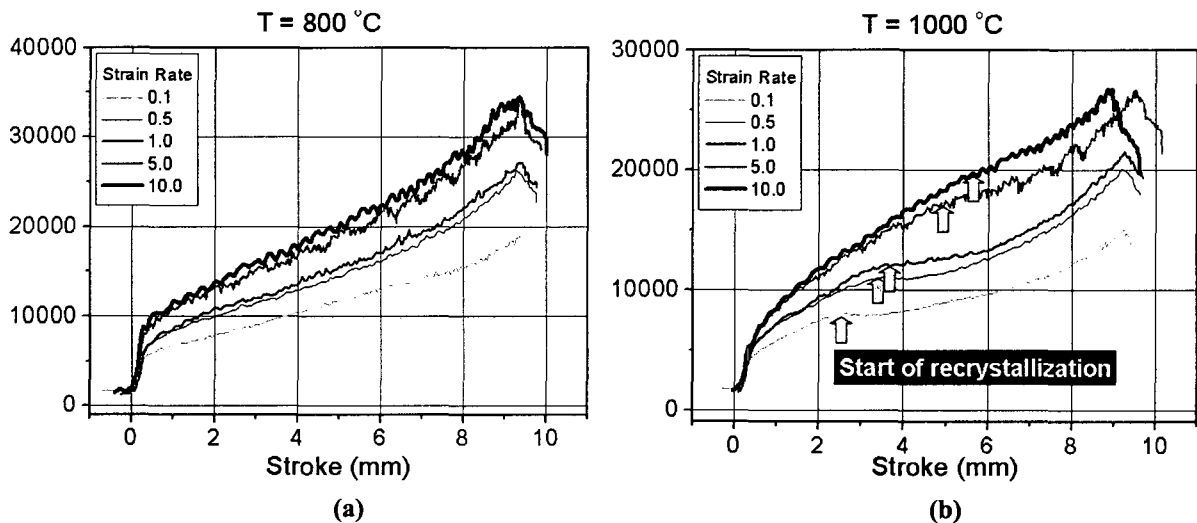 T = 800 °C
40000
30000
20000
10000
0
Strain Rate
0.1
0.5
1.0
5.0
10.0
0 2 4 6 8 10
Stroke (mm)
(a)
T = 1000 °C
30000
20000
10000
0
Strain Rate
0.1
0.5
1.0
5.0
10.0
Start of recrystallization
0 2 4 6 8 10
Stroke (mm)
(b)